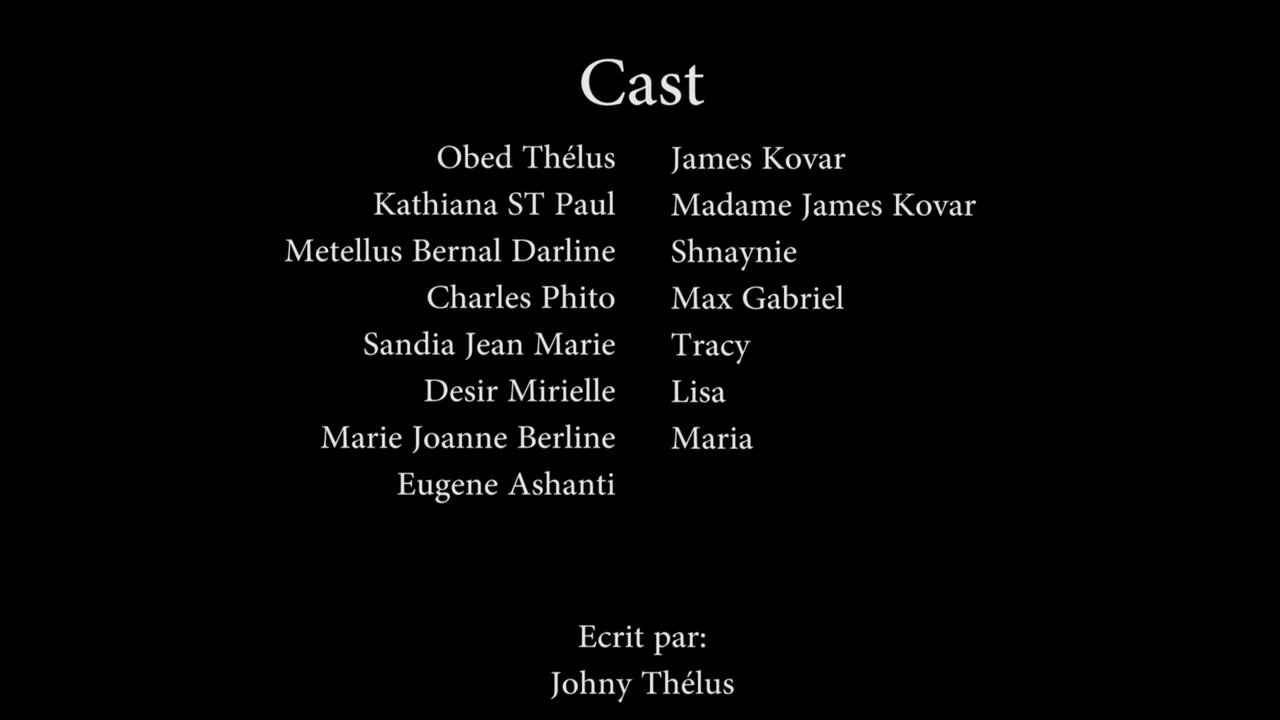 Cast
Obed Thélus James Kovar
Kathiana ST Paul Madame James Kovar
Metellus Bernal Darline Shnaynie
Charles Phito Max Gabriel
Sandia Jean Marie Tracy
Desir Mirielle Lisa
Marie Joanne Berline Maria
Eugene Ashanti
Ecrit par:
Johny Thélus